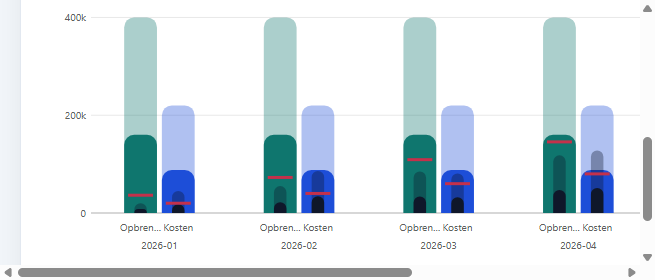 400k
200k
0
Opbren... Kosten Opbren... Kosten Opbren... Kosten Opbren... Kosten
2026-01 2026-02 2026-03 2026-04